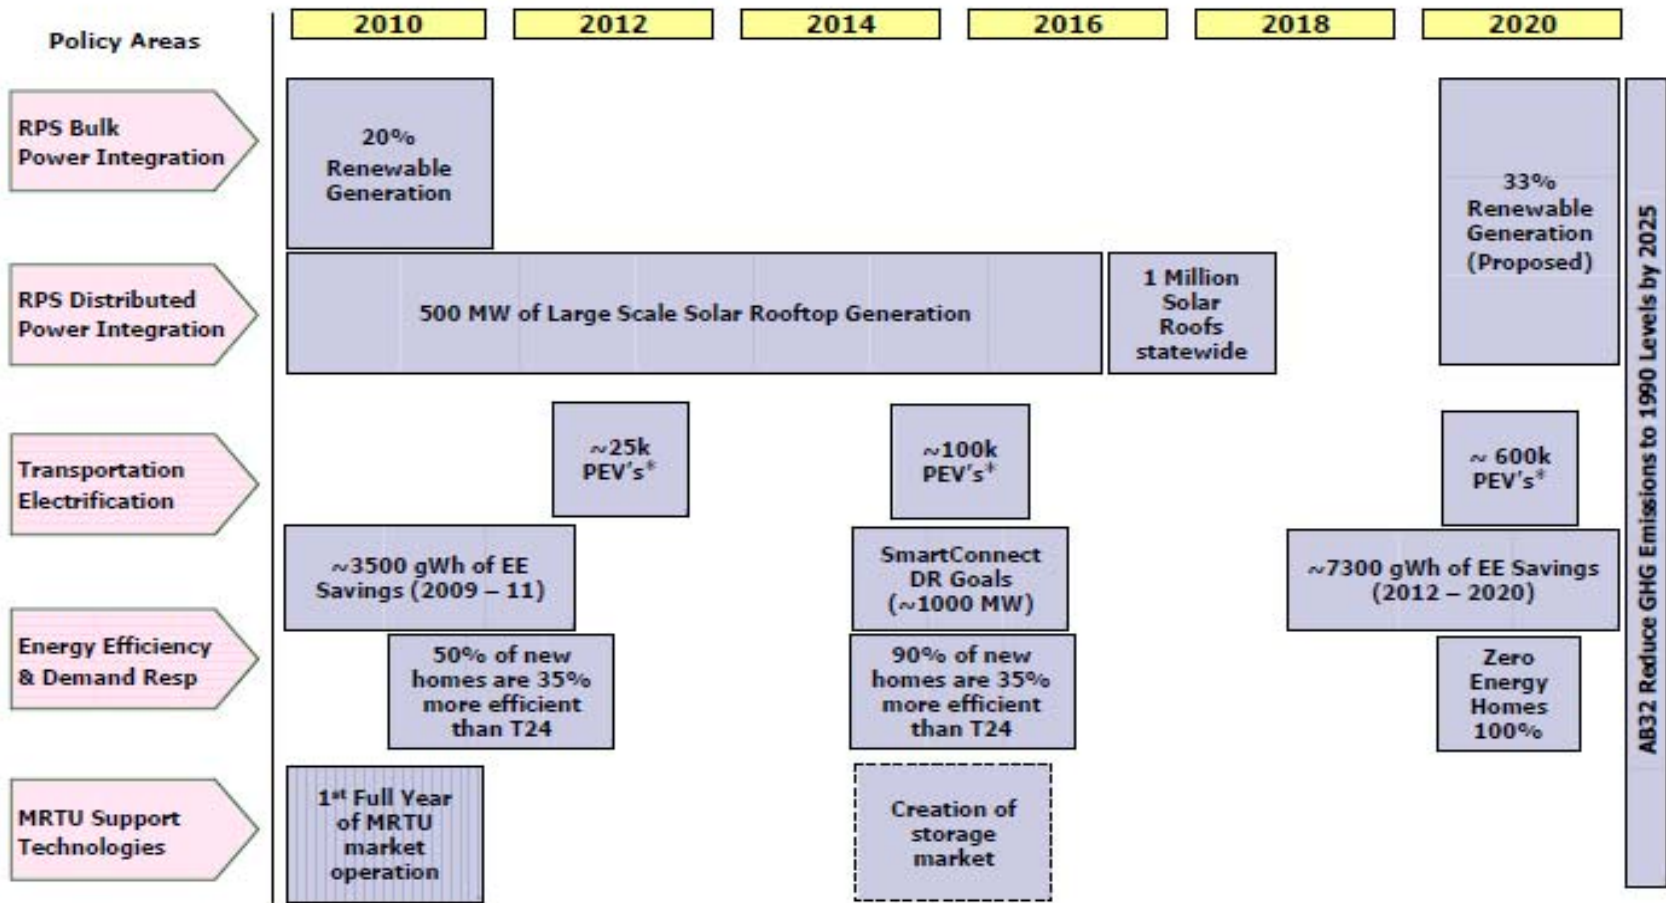 Policy Areas
2010
2012
2014
2016
2018
2020
RPS Bulk
Power Integration
20%
Renewable
Generation
33%
Renewable
Generation
(Proposed)
RPS Distributed
Power Integration
500 MW of Large Scale Solar Rooftop Generation
1 Million
Solar
Roofs
statewide
Transportation
Electrification
~25k
PEV's*
~100k
PEV's*
~ 600k
PEV's*
Energy Efficiency
& Demand Resp
~3500 gWh of EE
Savings (2009 – 11)
SmartConnect
DR Goals
(~1000 MW)
~7300 gWh of EE Savings
(2012 – 2020)
50% of new
homes are 35%
more efficient
than T24
90% of new
homes are 35%
more efficient
than T24
Zero
Energy
Homes
100%
MRTU Support
Technologies
1st Full Year
of MRTU
market
operation
Creation of
storage
market
AB32 Reduce GHG Emissions to 1990 Levels by 2025